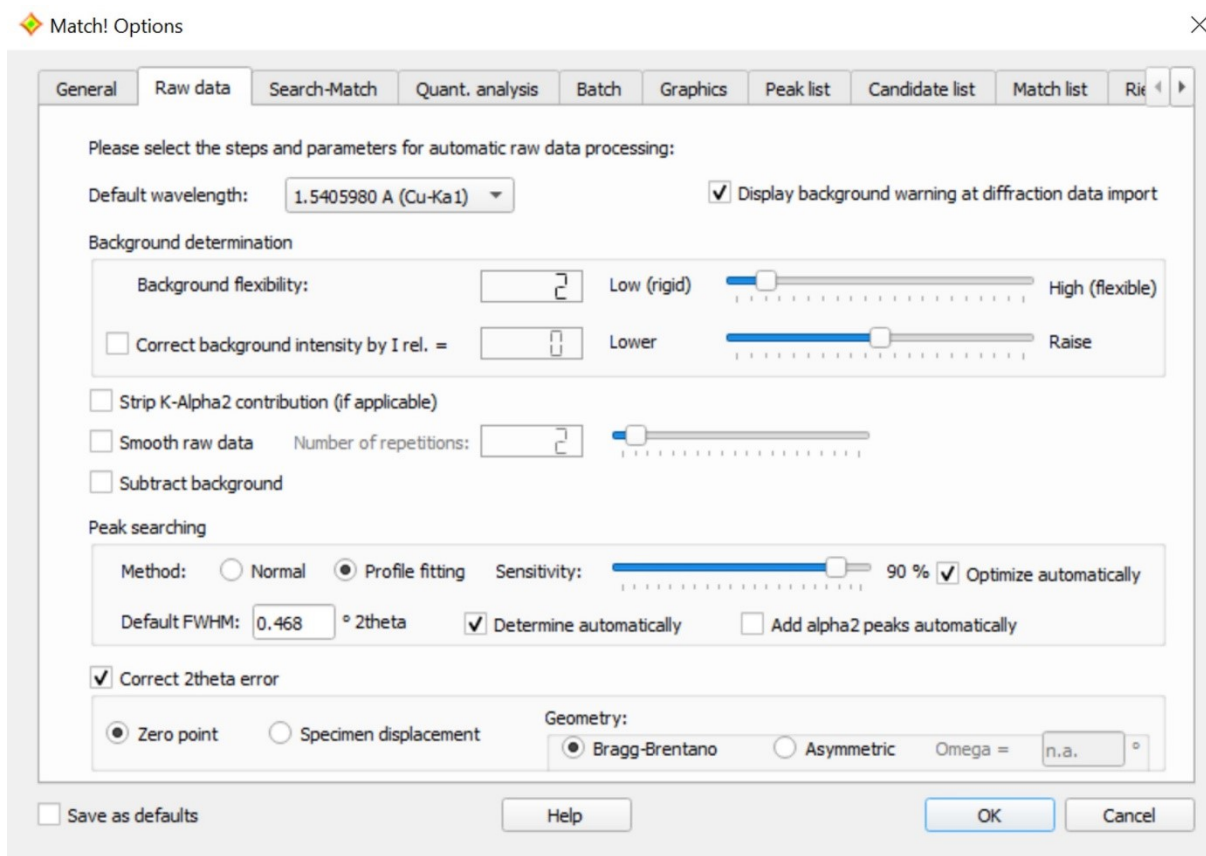 Match! Options
General Raw data Search-Match Quant. analysis Batch Graphics Peak list Candidate list Match list Rie
Please select the steps and parameters for automatic raw data processing:
Default wavelength: 1.5405980 A (Cu-Ka1) Display background warning at diffraction data import
Background determination
Background flexibility: 2 Low (rigid) High (flexible)
Correct background intensity by I rel. = 0 Lower Raise
Strip K-Alpha2 contribution (if applicable)
Smooth raw data Number of repetitions: 2
Subtract background
Peak searching
Method: Normal Profile fitting Sensitivity: 90 % Optimize automatically
Default FWHM: 0.468 ° 2theta Determine automatically Add alpha2 peaks automatically
Correct 2theta error
Geometry:
Zero point Specimen displacement Bragg-Brentano Asymmetric Omega = n.a. °
Save as defaults Help OK Cancel